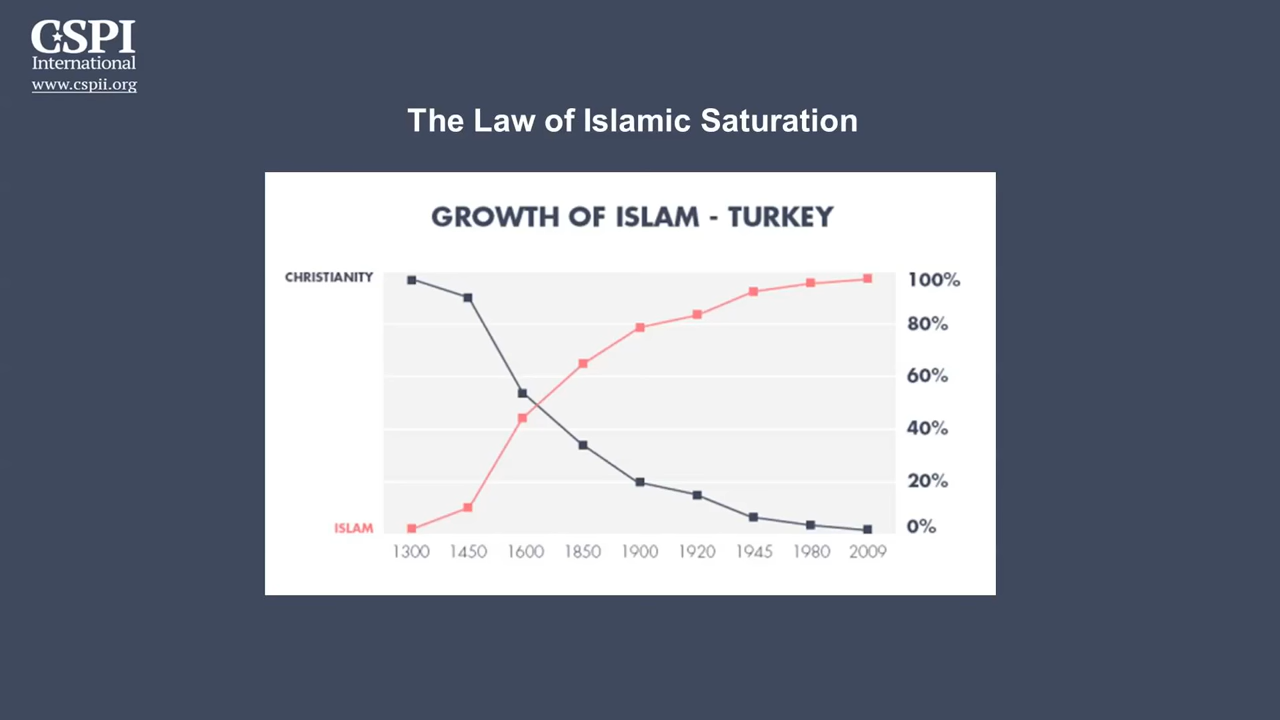 CSPI
International
www.cspii.org
The Law of Islamic Saturation
GROWTH OF ISLAM - TURKEY
CHRISTIANITY
100%
80%
60%
40%
20%
ISLAM
0%
1300 1450 1600 1850 1900 1920 1945 1980 2009